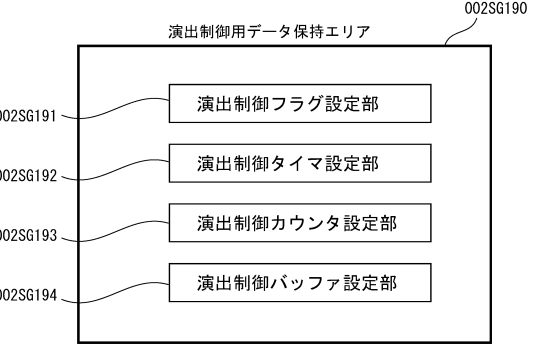 002SG190
演出制御用データ保持エリア
002SG191
演出制御フラグ設定部
002SG192
演出制御タイマ設定部
002SG193
演出制御カウンタ設定部
002SG194
演出制御バッファ設定部